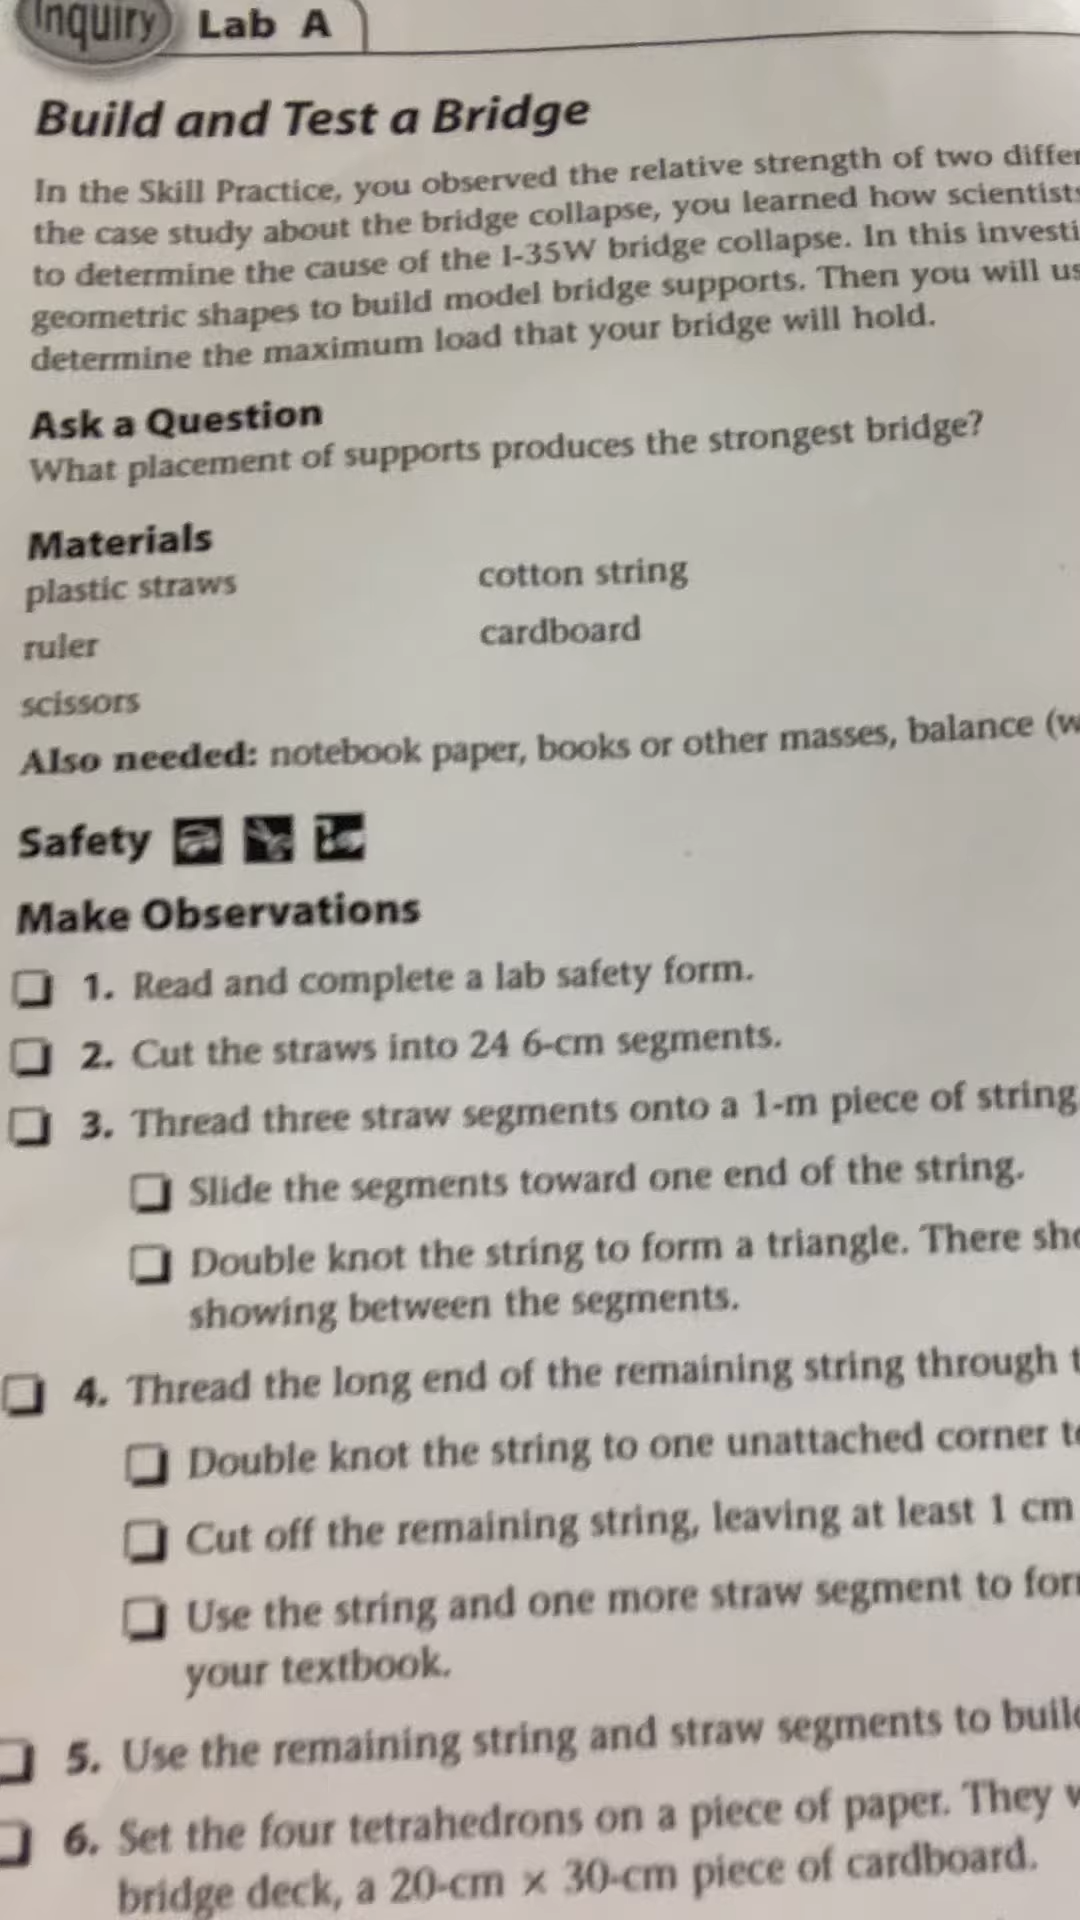 Inquiry Lab A
Build and Test a Bridge
In the Skill Practice, you observed the relative strength of two differ
the case study about the bridge collapse, you learned how scientists
to determine the cause of the I-35W bridge collapse. In this investi
geometric shapes to build model bridge supports. Then you will us
determine the maximum load that your bridge will hold.
Ask a Question
What placement of supports produces the strongest bridge?
Materials
plastic straws cotton string
ruler cardboard
scissors
Also needed: notebook paper, books or other masses, balance (w
Safety
Make Observations
1. Read and complete a lab safety form.
2. Cut the straws into 24 6-cm segments.
3. Thread three straw segments onto a 1-m piece of string
Slide the segments toward one end of the string.
Double knot the string to form a triangle. There sho
showing between the segments.
4. Thread the long end of the remaining string through t
Double knot the string to one unattached corner to
Cut off the remaining string, leaving at least 1 cm
Use the string and one more straw segment to for
your textbook.
5. Use the remaining string and straw segments to build
6. Set the four tetrahedrons on a piece of paper. They w
bridge deck, a 20-cm × 30-cm piece of cardboard.